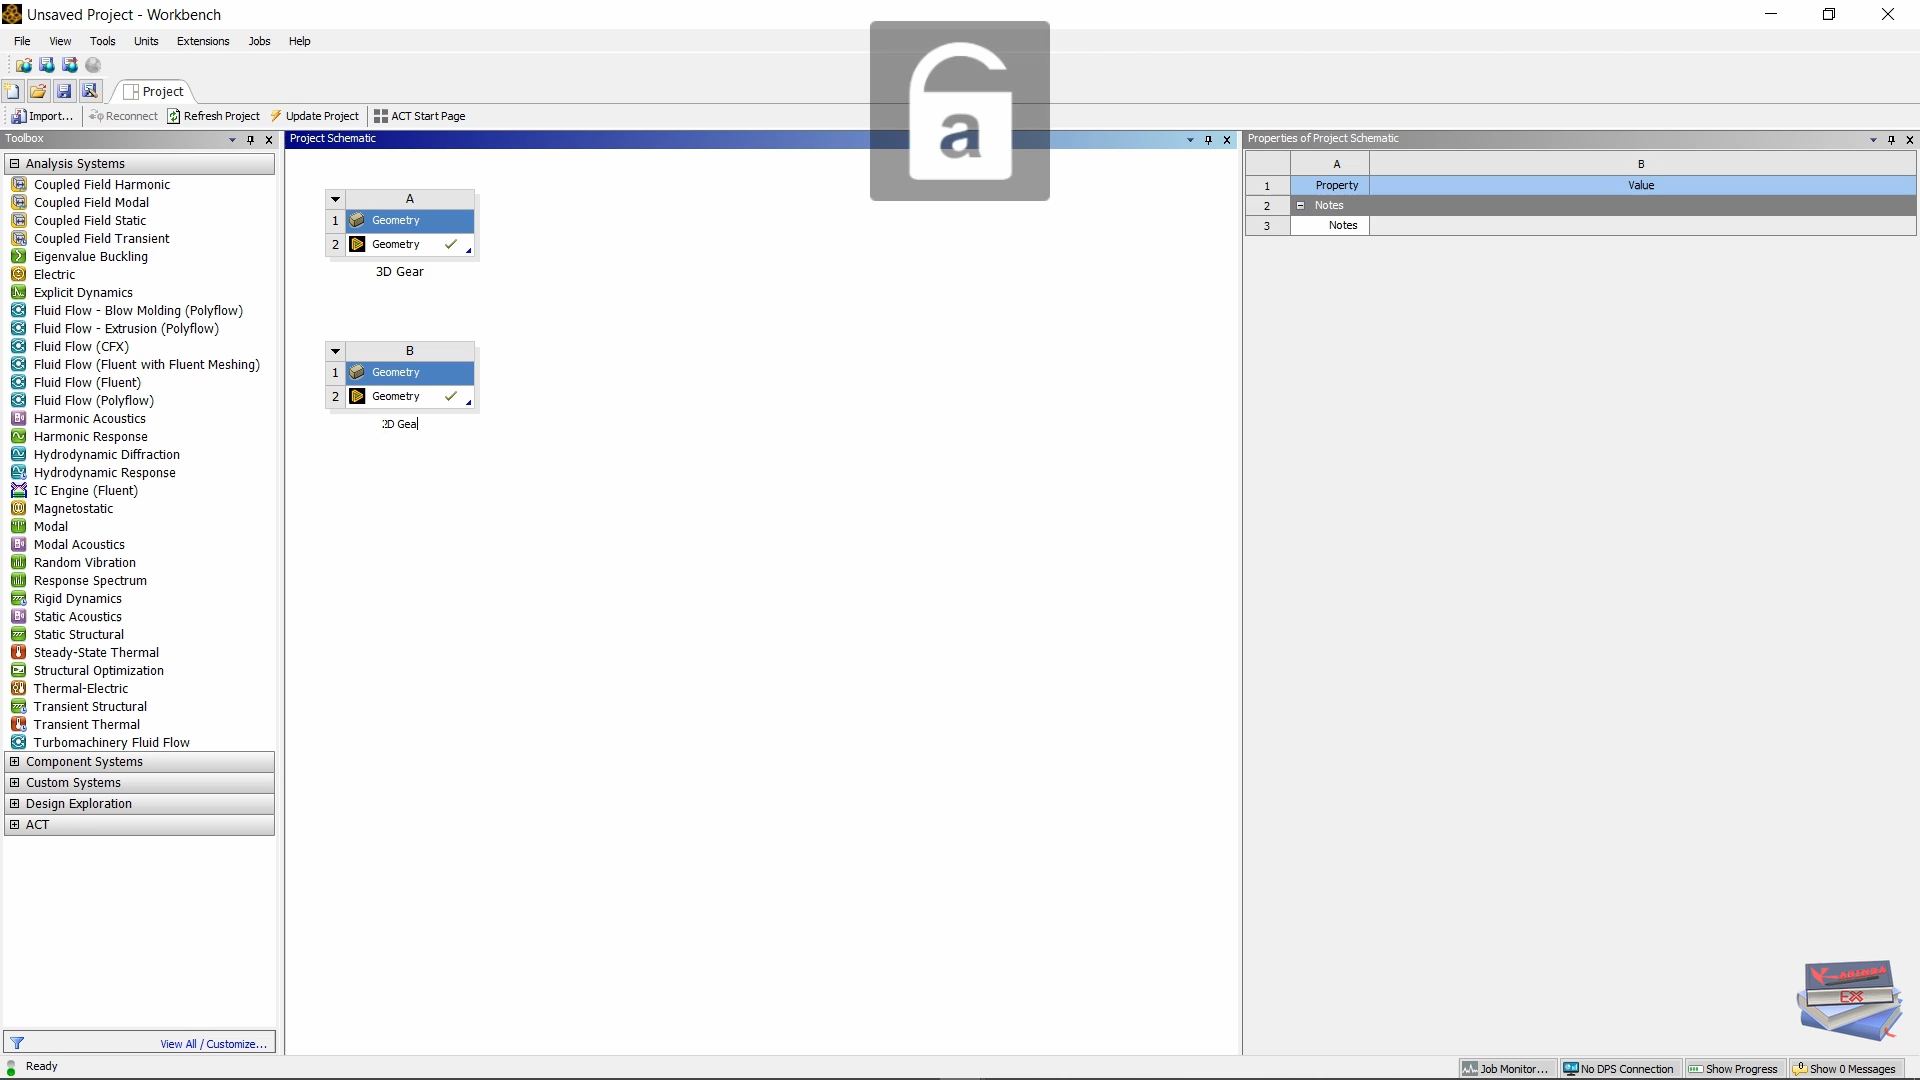 Unsaved Project - Workbench
File View Tools Units Extensions Jobs Help
Project
Import... Reconnect Refresh Project Update Project ACT Start Page
Toolbox
Analysis Systems
Coupled Field Harmonic
Coupled Field Modal
Coupled Field Static
Coupled Field Transient
Eigenvalue Buckling
Electric
Explicit Dynamics
Fluid Flow - Blow Molding (Polyflow)
Fluid Flow - Extrusion (Polyflow)
Fluid Flow (CFX)
Fluid Flow (Fluent with Fluent Meshing)
Fluid Flow (Fluent)
Fluid Flow (Polyflow)
Harmonic Acoustics
Harmonic Response
Hydrodynamic Diffraction
Hydrodynamic Response
IC Engine (Fluent)
Magnetostatic
Modal
Modal Acoustics
Random Vibration
Response Spectrum
Rigid Dynamics
Static Acoustics
Static Structural
Steady-State Thermal
Structural Optimization
Thermal-Electric
Transient Structural
Transient Thermal
Turbomachinery Fluid Flow
Component Systems
Custom Systems
Design Exploration
ACT
View All / Customize...
Project Schematic
A
1 Geometry
2 Geometry
3D Gear
B
1 Geometry
2 Geometry
2D Gea
a
Properties of Project Schematic
A B
1 Property Value
2 Notes
3 Notes
EX
Ready
Job Monitor... No DPS Connection Show Progress Show 0 Messages